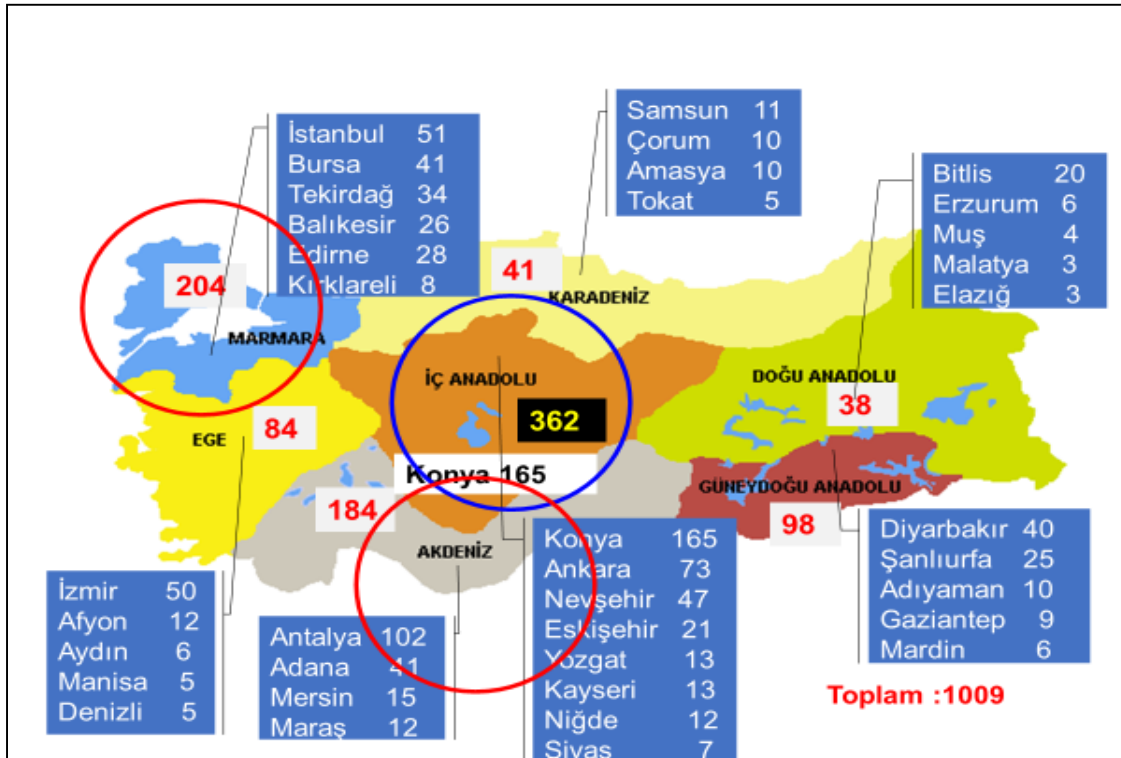 Samsun 11
Çorum 10
Amasya 10
Tokat 5
İstanbul 51
Bursa 41
Tekirdağ 34
Balıkesir 26
Edirne 28
Kırklareli 8
Bitlis 20
Erzurum 6
Muş 4
Malatya 3
Elazığ 3
204
MARMARA
41
KARADENİZ
İÇ ANADOLU
362
Konya 165
DOĞU ANADOLU
38
EGE
84
184
AKDENİZ
GÜNEYDOĞU ANADOLU
98
İzmir 50
Afyon 12
Aydın 6
Manisa 5
Denizli 5
Antalya 102
Adana 41
Mersin 15
Maraş 12
Konya 165
Ankara 73
Nevşehir 47
Eskişehir 21
Yozgat 13
Kayseri 13
Niğde 12
Sivas 7
Diyarbakır 40
Şanlıurfa 25
Adıyaman 10
Gaziantep 9
Mardin 6
Toplam :1009